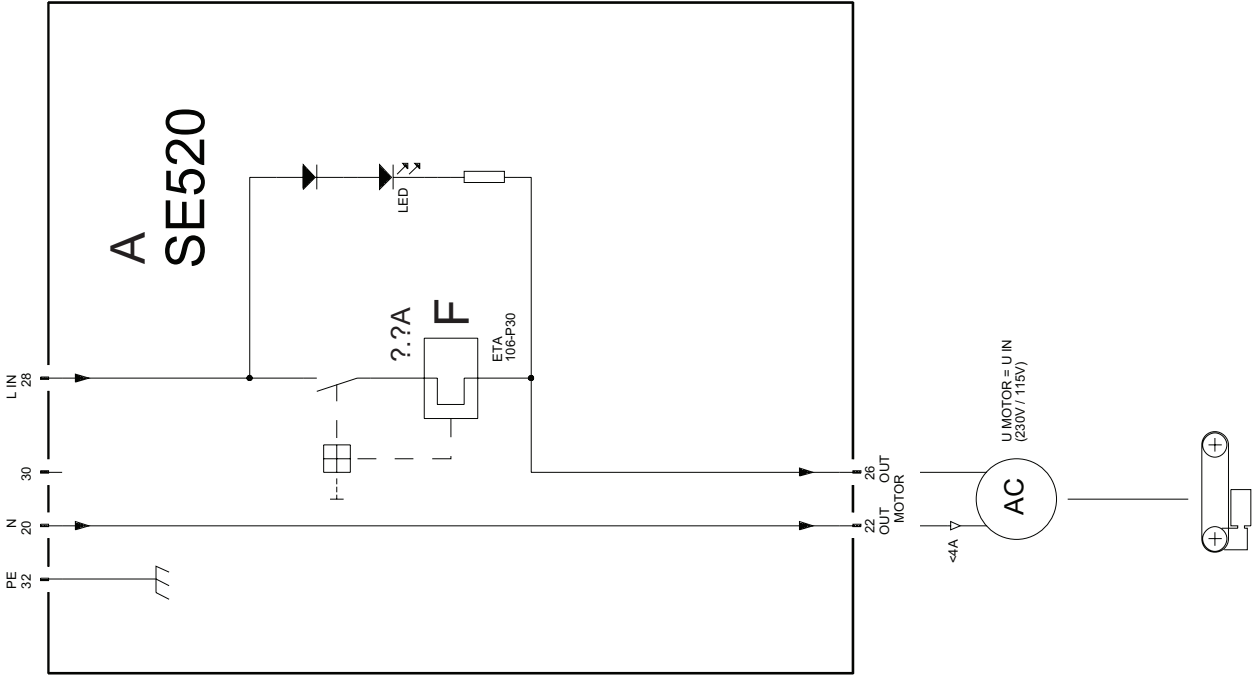 A
SE520
LED
?.?A
F
ETA
106-P30
L IN
28
30
N
20
PE
32
26
OUT
MOTOR
22
OUT
<4A
AC
U MOTOR = U IN
(230V / 115V)